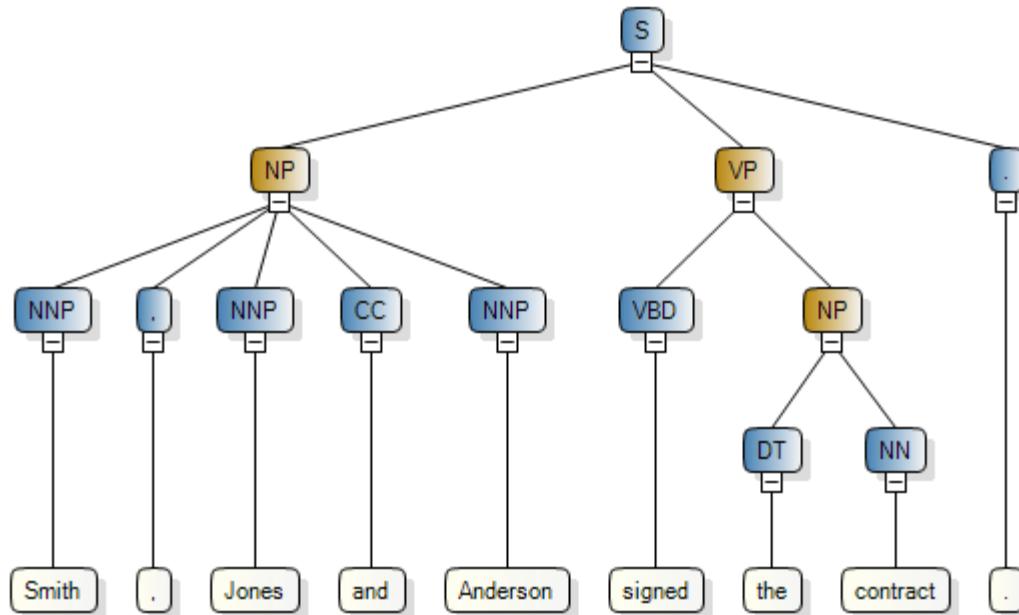 S
NP VP .
NNP , NNP CC NNP VBD NP
DT NN
Smith , Jones and Anderson signed the contract .